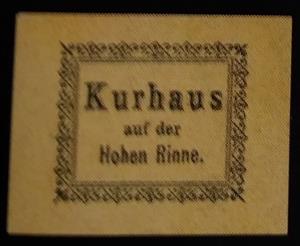 Kurhaus
auf der
Hohen Rinne.